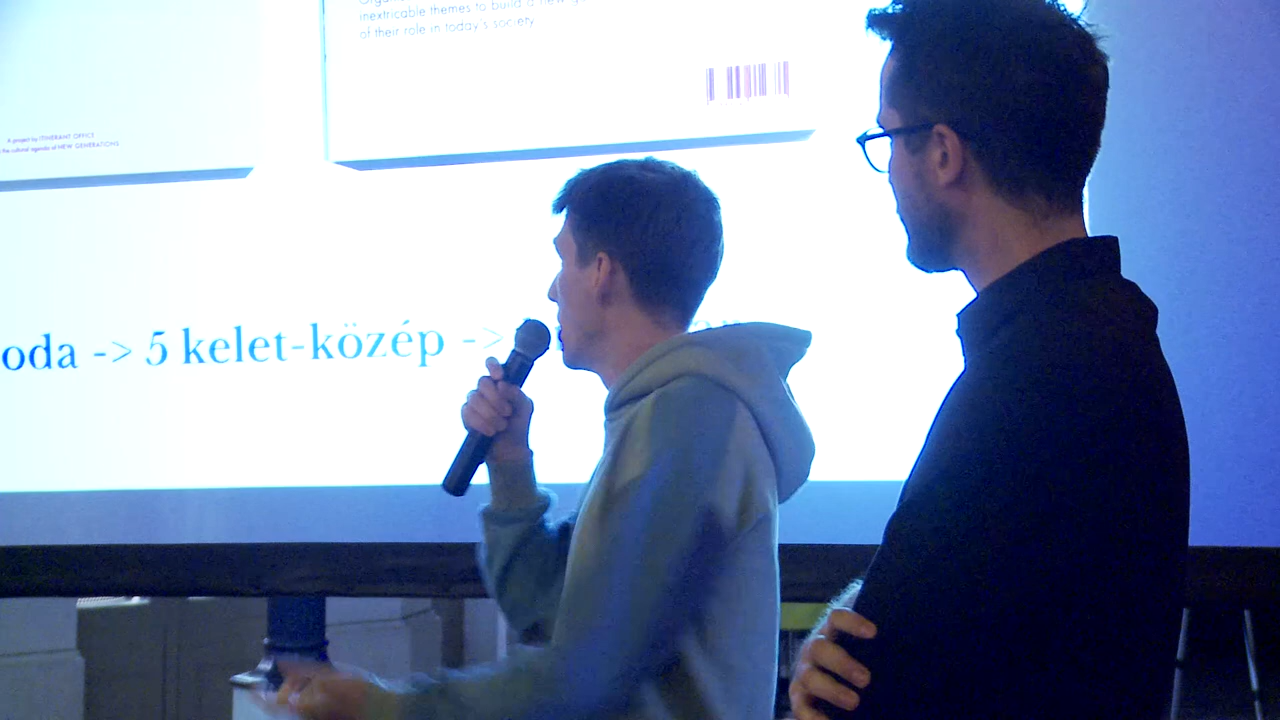 inextricable themes to build a new
of their role in today's society.
A project by ITINERANT OFFICE
the cultural agenda of NEW GENERATIONS
oda -> 5 kelet-közép ->